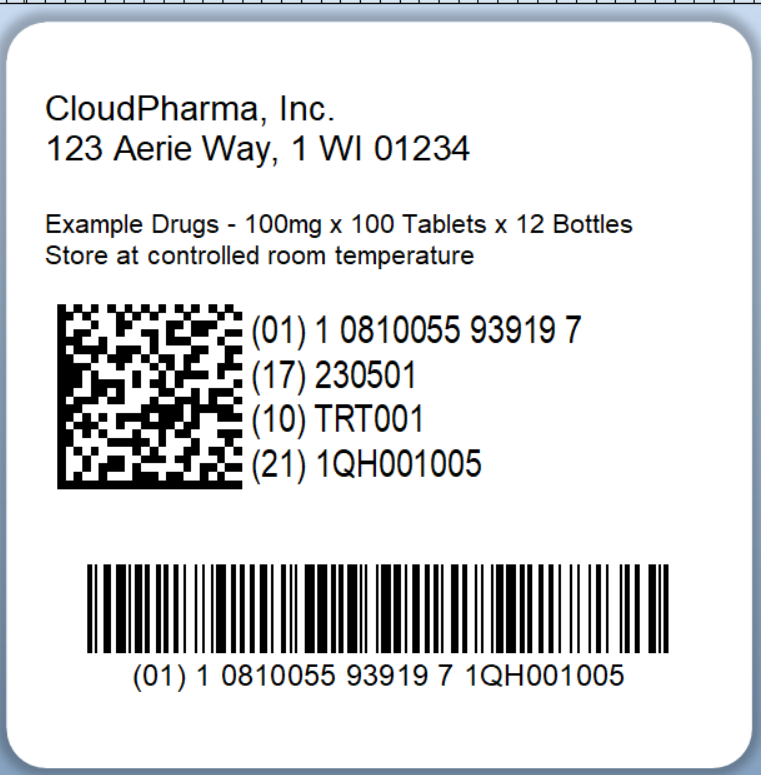 CloudPharma, Inc.
123 Aerie Way, 1 WI 01234
Example Drugs - 100mg x 100 Tablets x 12 Bottles
Store at controlled room temperature
(01) 1 0810055 93919 7
(17) 230501
(10) TRT001
(21) 1QH001005
(01) 1 0810055 93919 7 1QH001005